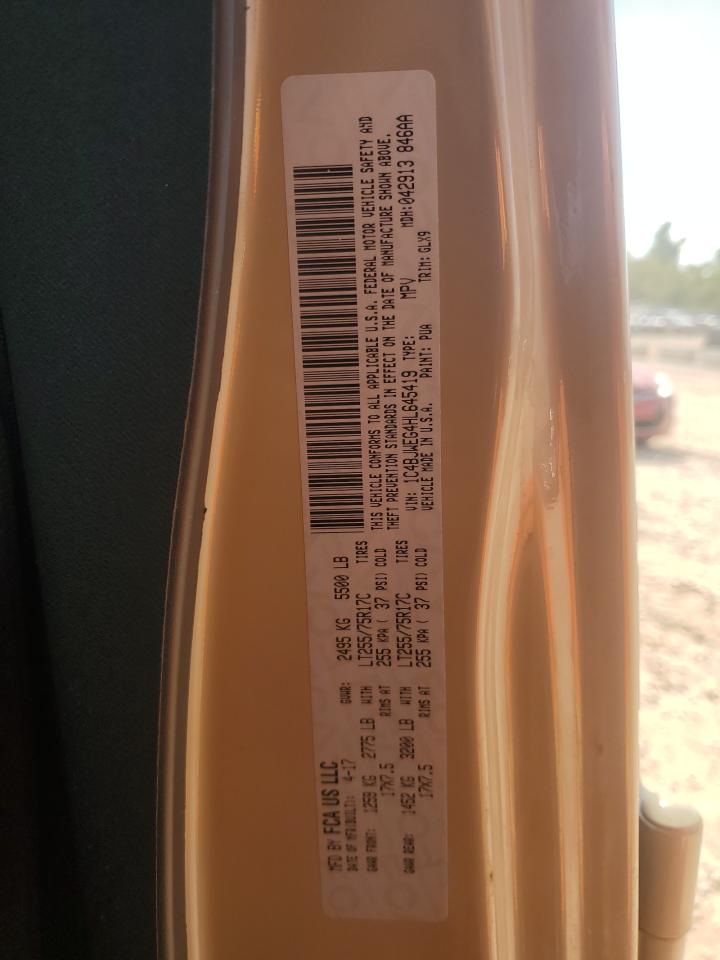 MFD BY FCA US LLC
DATE OF MFR(BUILT): 4-17 GVWR: 2495 KG 5500 LB
GAWR FRONT: 1259 KG 2775 LB WITH LT255/75R17C TIRES
17X7.5 RIMS AT 255 KPA ( 37 PSI) COLD
GAWR REAR: 1452 KG 3200 LB WITH LT255/75R17C TIRES
17X7.5 RIMS AT 255 KPA ( 37 PSI) COLD
THIS VEHICLE CONFORMS TO ALL APPLICABLE U.S.A. FEDERAL MOTOR VEHICLE SAFETY AND
THEFT PREVENTION STANDARDS IN EFFECT ON THE DATE OF MANUFACTURE SHOWN ABOVE.
VIN: 1C4BJWEG4HL645419 TYPE: MPV MDH:042913 846AA
VEHICLE MADE IN U.S.A. PAINT: PUA TRIM: GLX9